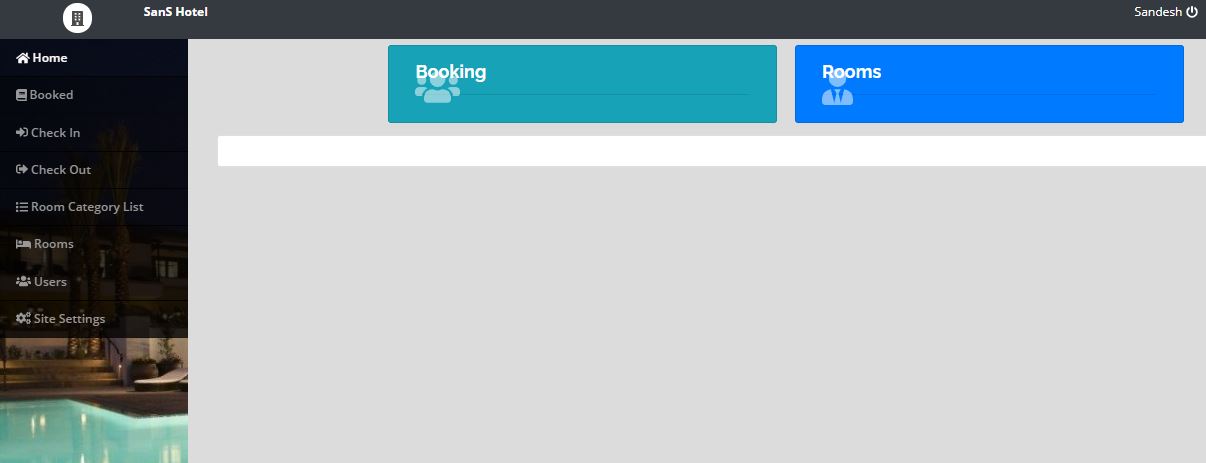 SanS Hotel
Sandesh
Home
Booked
Check In
Check Out
Room Category List
Rooms
Users
Site Settings
Booking
Rooms